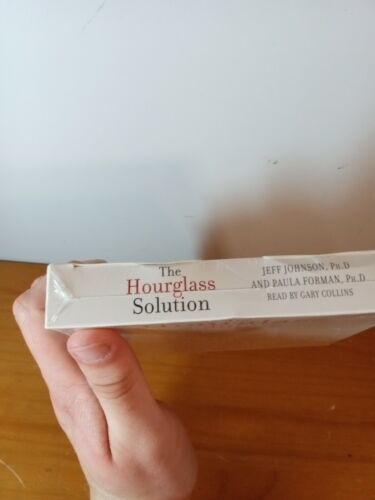 The
Hourglass
Solution
JEFF JOHNSON, PH.D
AND PAULA FORMAN, PH.D.
READ BY GARY COLLINS